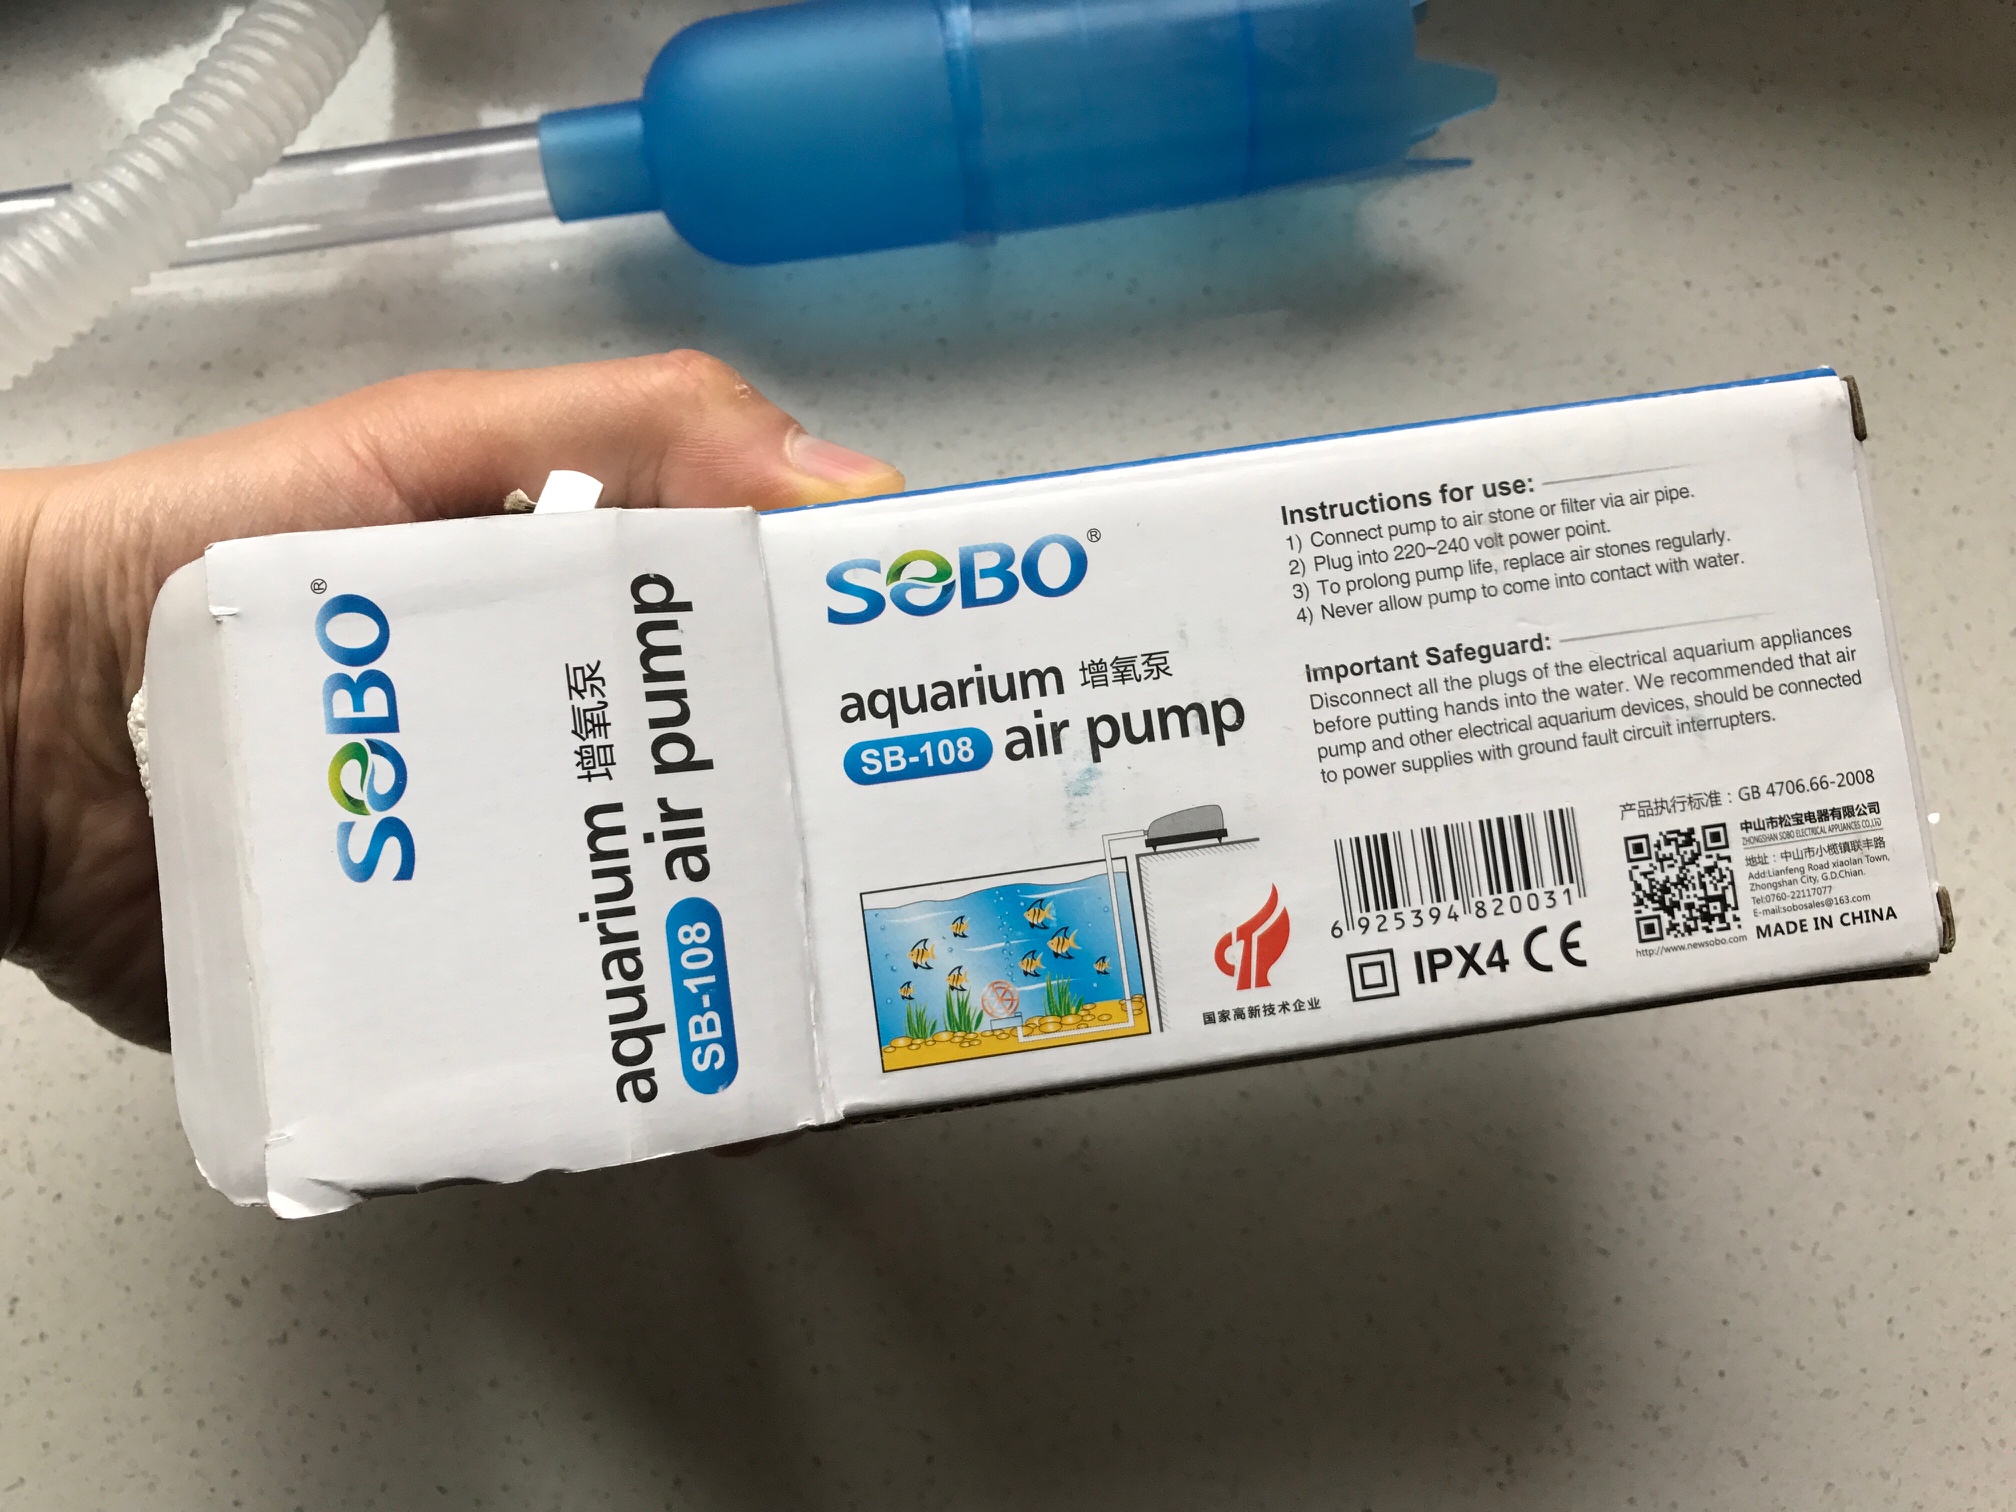 SOBO®
aquarium 增氧泵
SB-108 air pump
SOBO®
aquarium 增氧泵
SB-108 air pump
国家高新技术企业
Instructions for use:
1) Connect pump to air stone or filter via air pipe.
2) Plug into 220~240 volt power point.
3) To prolong pump life, replace air stones regularly.
4) Never allow pump to come into contact with water.
Important Safeguard:
Disconnect all the plugs of the electrical aquarium appliances
before putting hands into the water. We recommended that air
pump and other electrical aquarium devices, should be connected
to power supplies with ground fault circuit interrupters.
6 925394 820031
IPX4 CE
产品执行标准：GB 4706.66-2008
中山市松宝电器有限公司
ZHONGSHAN SOBO ELECTRICAL APPLIANCES CO.,LTD
地址：中山市小榄镇联丰路
Add:Lianfeng Road xiaolan Town,
Zhongshan City, G.D.Chian.
Tel:0760-22117077
E-mail:sobosales@163.com
http://www.newsobo.com
MADE IN CHINA